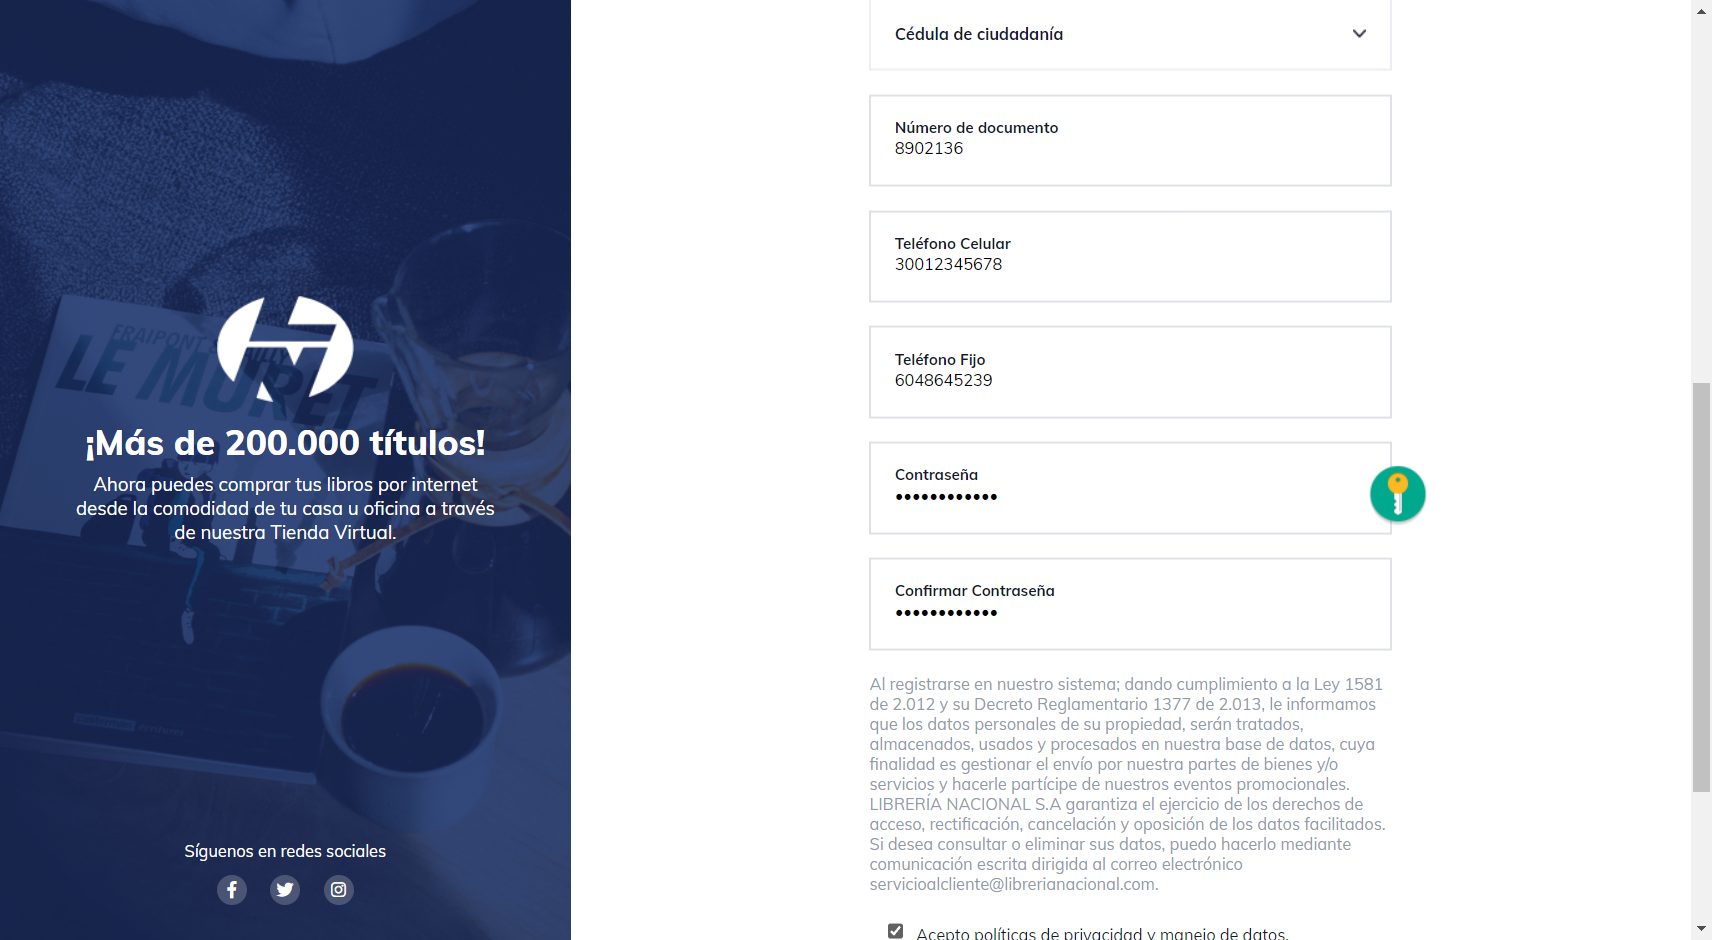 FRAIPONT
LE MURET
¡Más de 200.000 títulos!
Ahora puedes comprar tus libros por internet
desde la comodidad de tu casa u oficina a través
de nuestra Tienda Virtual.
Síguenos en redes sociales
Cédula de ciudadanía
Número de documento
8902136
Teléfono Celular
30012345678
Teléfono Fijo
6048645239
Contraseña
••••••••••••
Confirmar Contraseña
••••••••••••
Al registrarse en nuestro sistema; dando cumplimiento a la Ley 1581
de 2.012 y su Decreto Reglamentario 1377 de 2.013, le informamos
que los datos personales de su propiedad, serán tratados,
almacenados, usados y procesados en nuestra base de datos, cuya
finalidad es gestionar el envío por nuestra partes de bienes y/o
servicios y hacerle partícipe de nuestros eventos promocionales.
LIBRERÍA NACIONAL S.A garantiza el ejercicio de los derechos de
acceso, rectificación, cancelación y oposición de los datos facilitados.
Si desea consultar o eliminar sus datos, puedo hacerlo mediante
comunicación escrita dirigida al correo electrónico
servicioalcliente@librerianacional.com.
Acepto políticas de privacidad y manejo de datos.